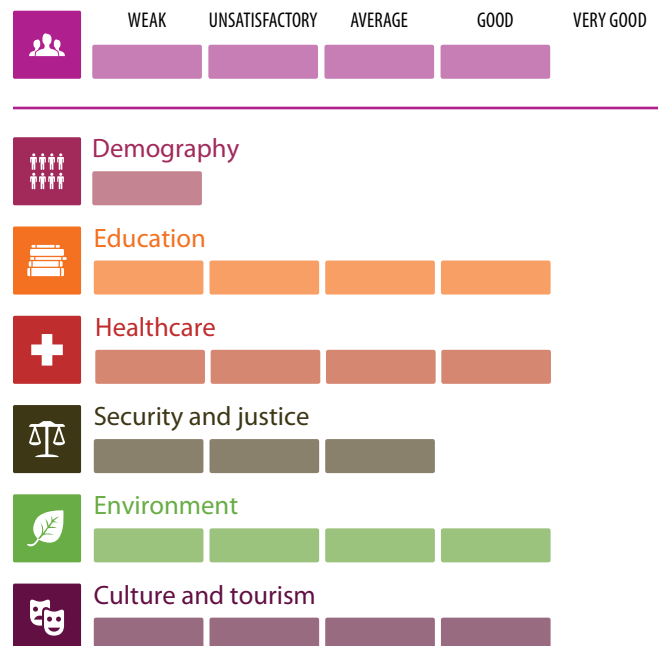 WEAK UNSATISFACTORY AVERAGE GOOD VERY GOOD
Demography
Education
Healthcare
Security and justice
Environment
Culture and tourism